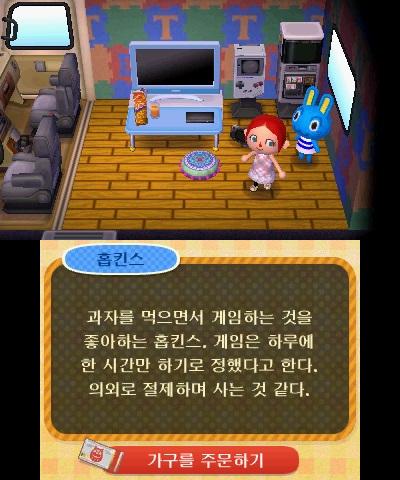 홉킨스
과자를 먹으면서 게임하는 것을
좋아하는 홉킨스. 게임은 하루에
한 시간만 하기로 정했다고 한다.
의외로 절제하며 사는 것 같다.
가구를 주문하기